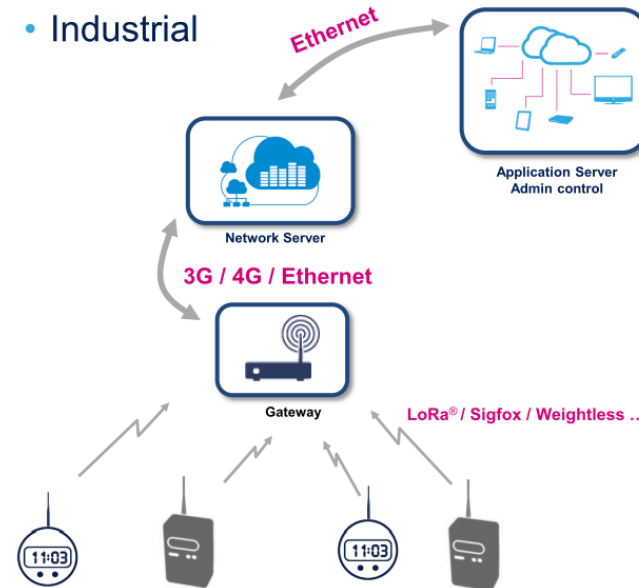 • Industrial
Ethernet
Application Server
Admin control
Network Server
3G / 4G / Ethernet
Gateway
LoRa® / Sigfox / Weightless ...
11:03
11:03